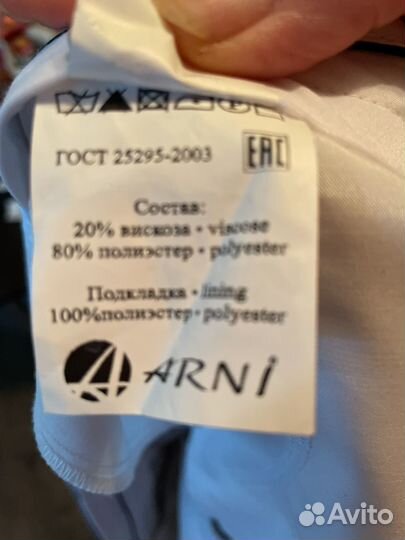 ГОСТ 25295-2003 EAC
Состав:
20% вискоза • viscose
80% полиэстер • polyester
Подкладка • lining
100%полиэстер • polyester
ARNi
Avito